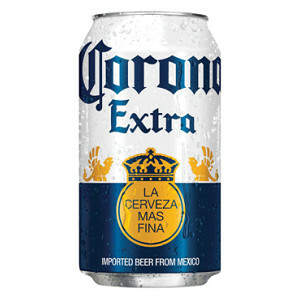 Corona
Extra
LA
CERVEZA
MAS
FINA
IMPORTED BEER FROM MEXICO